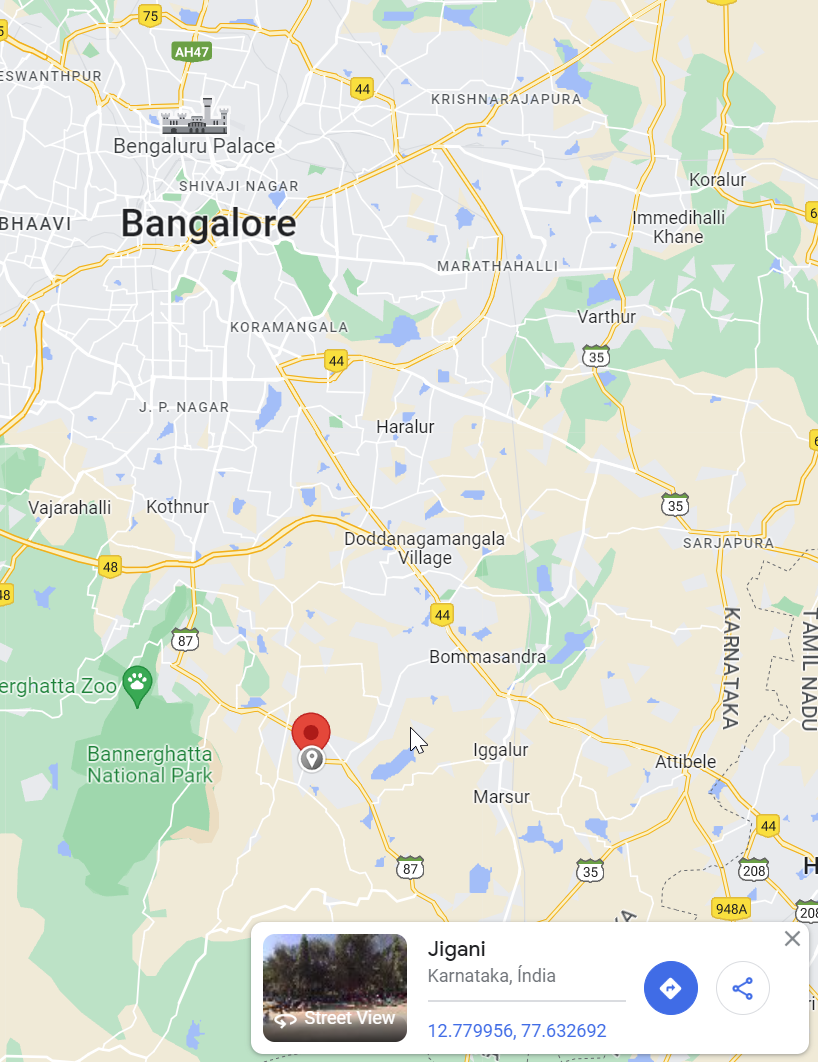 75
AH47
ESWANTHPUR
44
KRISHNARAJAPURA
Bengaluru Palace
SHIVAJI NAGAR
Koralur
BHAAVI
Bangalore
Immedihalli
Khane
MARATHAHALLI
KORAMANGALA
Varthur
44
35
J. P. NAGAR
Haralur
Vajarahalli
Kothnur
35
Doddanagamangala
Village
SARJAPURA
48
48
44
KARNATAKA
TAMIL NADU
87
Bommasandra
erghatta Zoo
Bannerghatta
National Park
Iggalur
Attibele
Marsur
44
87
35
208
H
948A
208
Jigani
Karnataka, Índia
Street View
12.779956, 77.632692